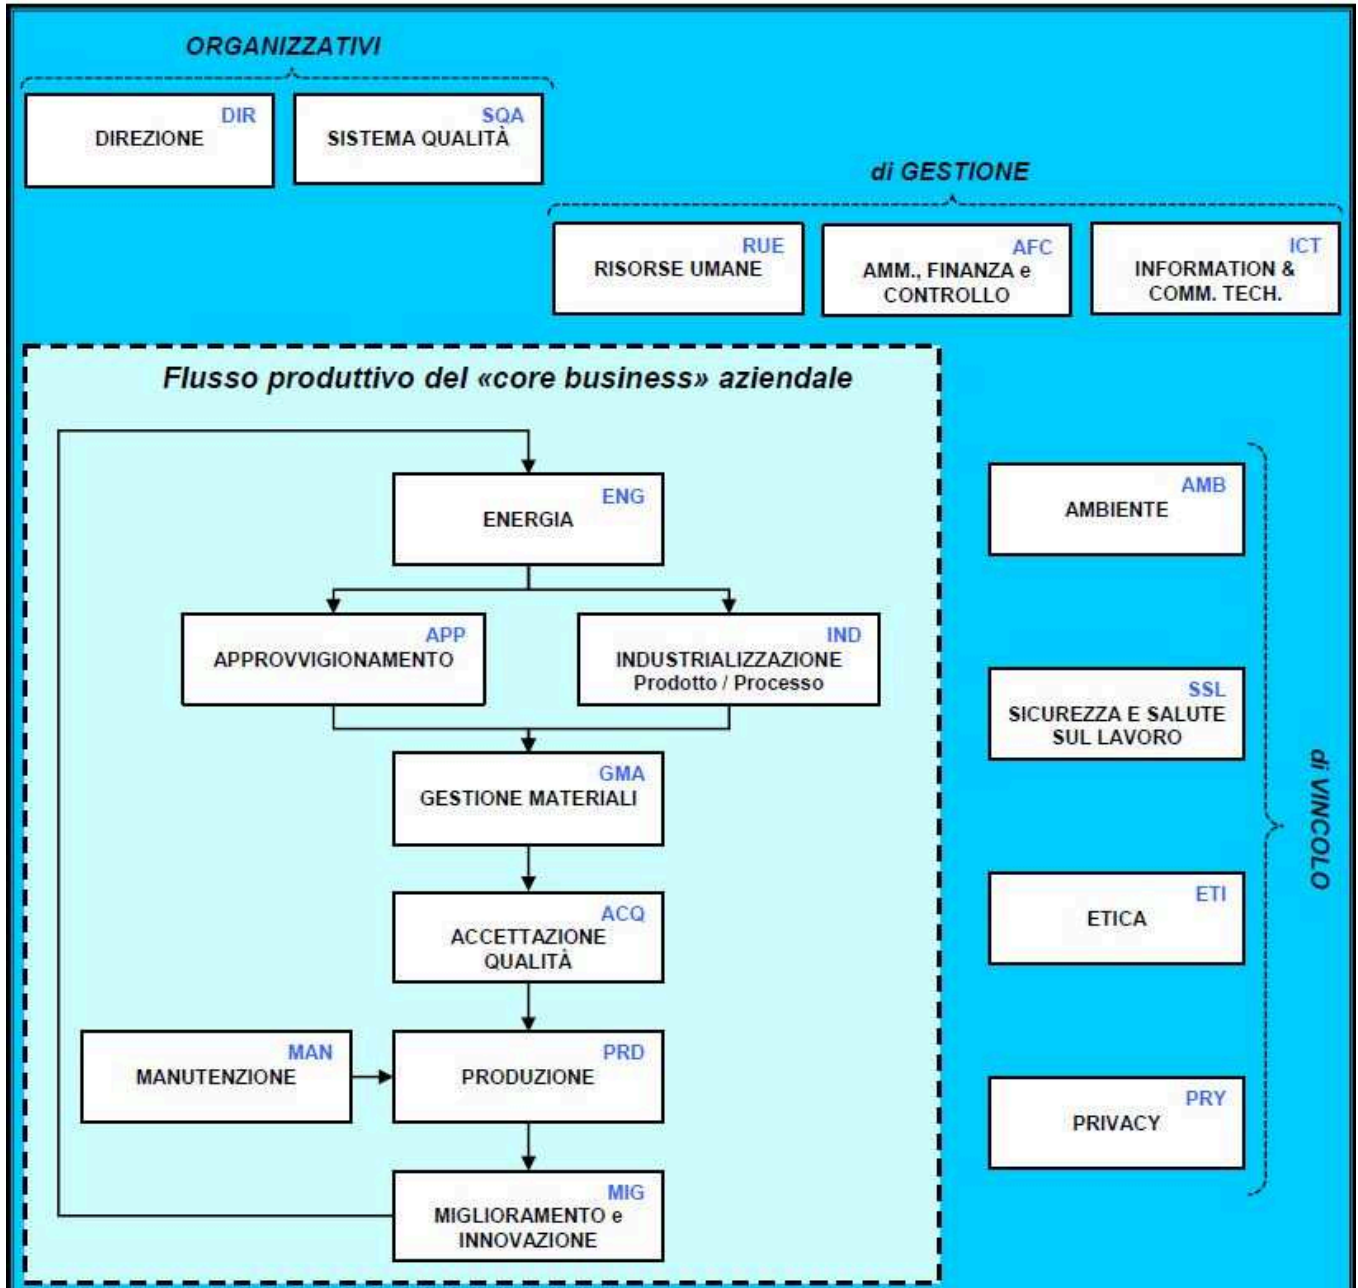 ORGANIZZATIVI
DIR
DIREZIONE
SQA
SISTEMA QUALITÀ
di GESTIONE
RUE
RISORSE UMANE
AFC
AMM., FINANZA e
CONTROLLO
ICT
INFORMATION &
COMM. TECH.
Flusso produttivo del «core business» aziendale
ENG
ENERGIA
APP
APPROVVIGIONAMENTO
IND
INDUSTRIALIZZAZIONE
Prodotto / Processo
GMA
GESTIONE MATERIALI
ACQ
ACCETTAZIONE
QUALITÀ
MAN
MANUTENZIONE
PRD
PRODUZIONE
MIG
MIGLIORAMENTO e
INNOVAZIONE
AMB
AMBIENTE
SSL
SICUREZZA E SALUTE
SUL LAVORO
ETI
ETICA
PRY
PRIVACY
di VINCOLO